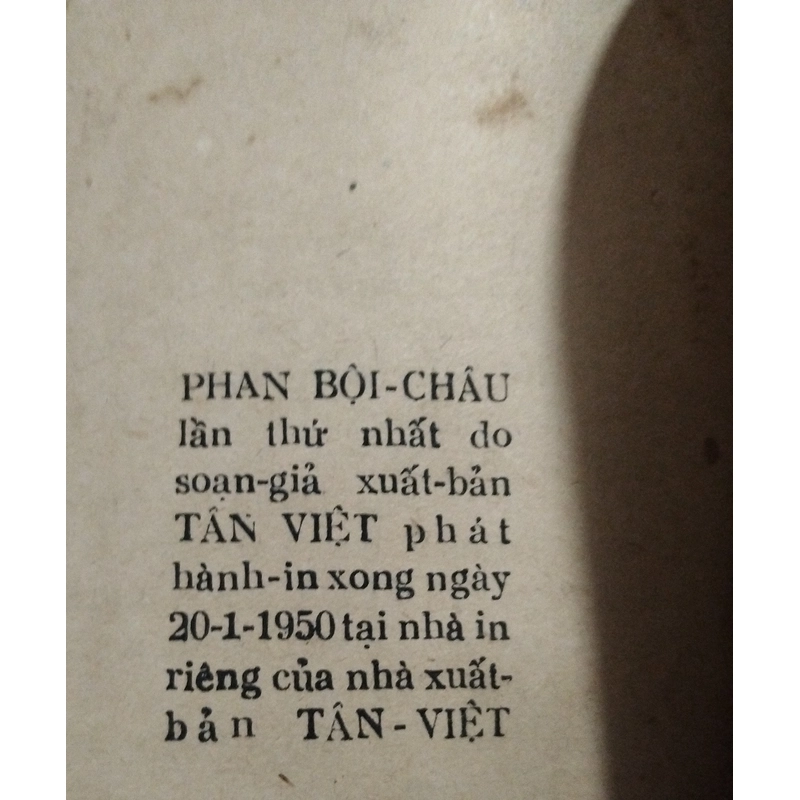 PHAN BỘI-CHÂU
lần thứ nhất do
soạn-giả xuất-bản
TÂN VIỆT phát
hành-in xong ngày
20-1-1950 tại nhà in
riêng của nhà xuất-
bản TÂN-VIỆT